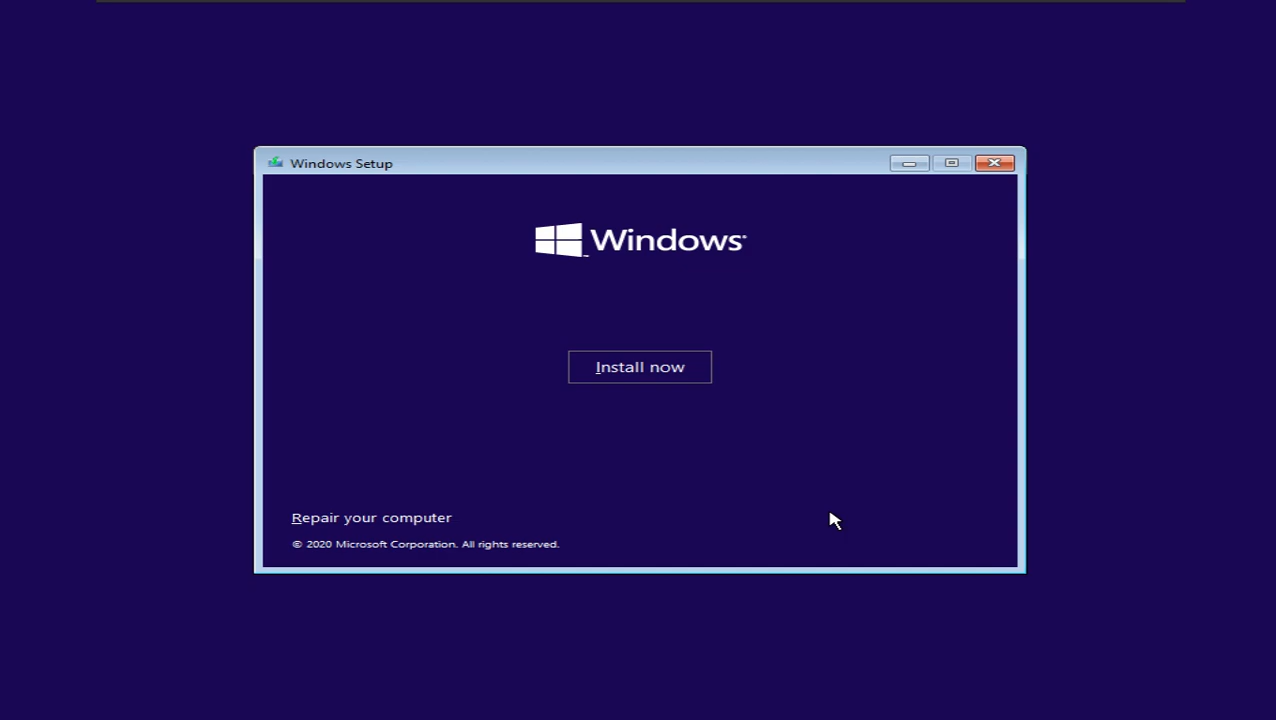 Windows Setup
Windows
Install now
Repair your computer
© 2020 Microsoft Corporation. All rights reserved.